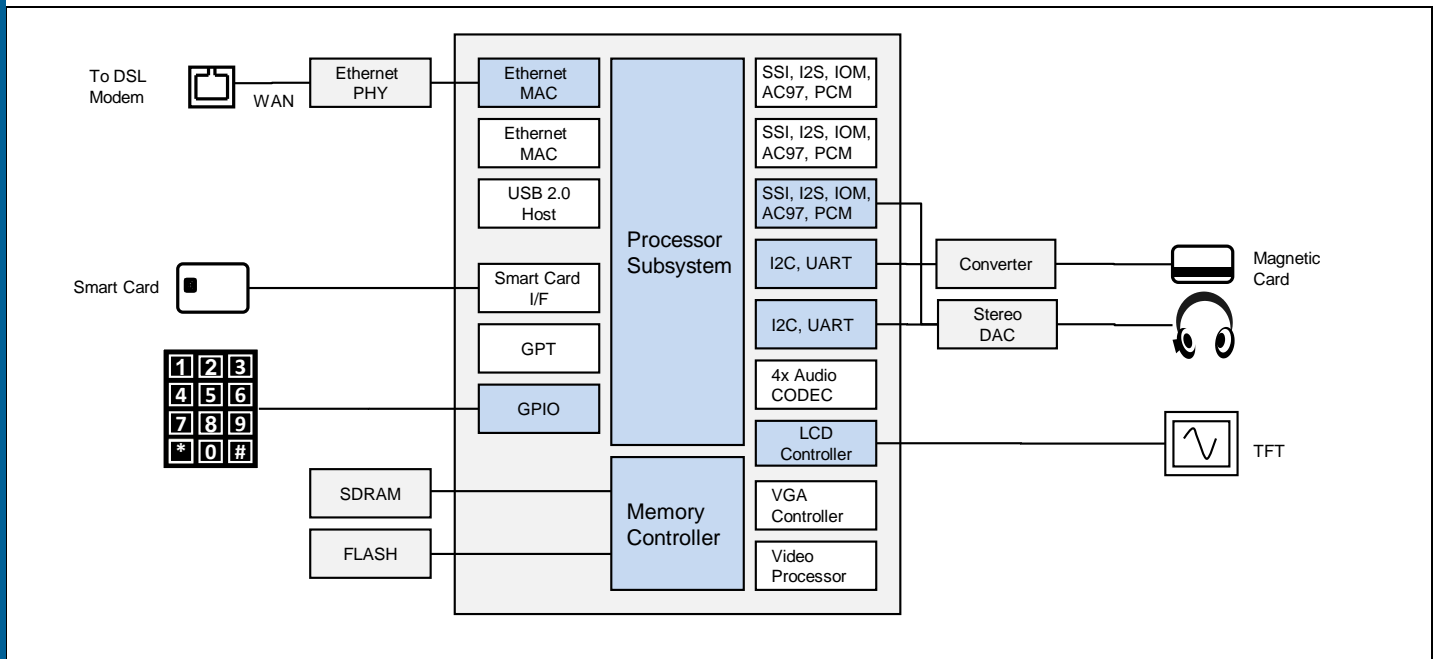 To DSL
Modem
WAN
Ethernet
PHY
Smart Card
1 2 3
4 5 6
7 8 9
* 0 #
SDRAM
FLASH
Ethernet
MAC
Ethernet
MAC
USB 2.0
Host
Smart Card
I/F
GPT
GPIO
Processor
Subsystem
Memory
Controller
SSI, I2S, IOM,
AC97, PCM
SSI, I2S, IOM,
AC97, PCM
SSI, I2S, IOM,
AC97, PCM
I2C, UART
I2C, UART
4x Audio
CODEC
LCD
Controller
VGA
Controller
Video
Processor
Converter
Stereo
DAC
Magnetic
Card
TFT